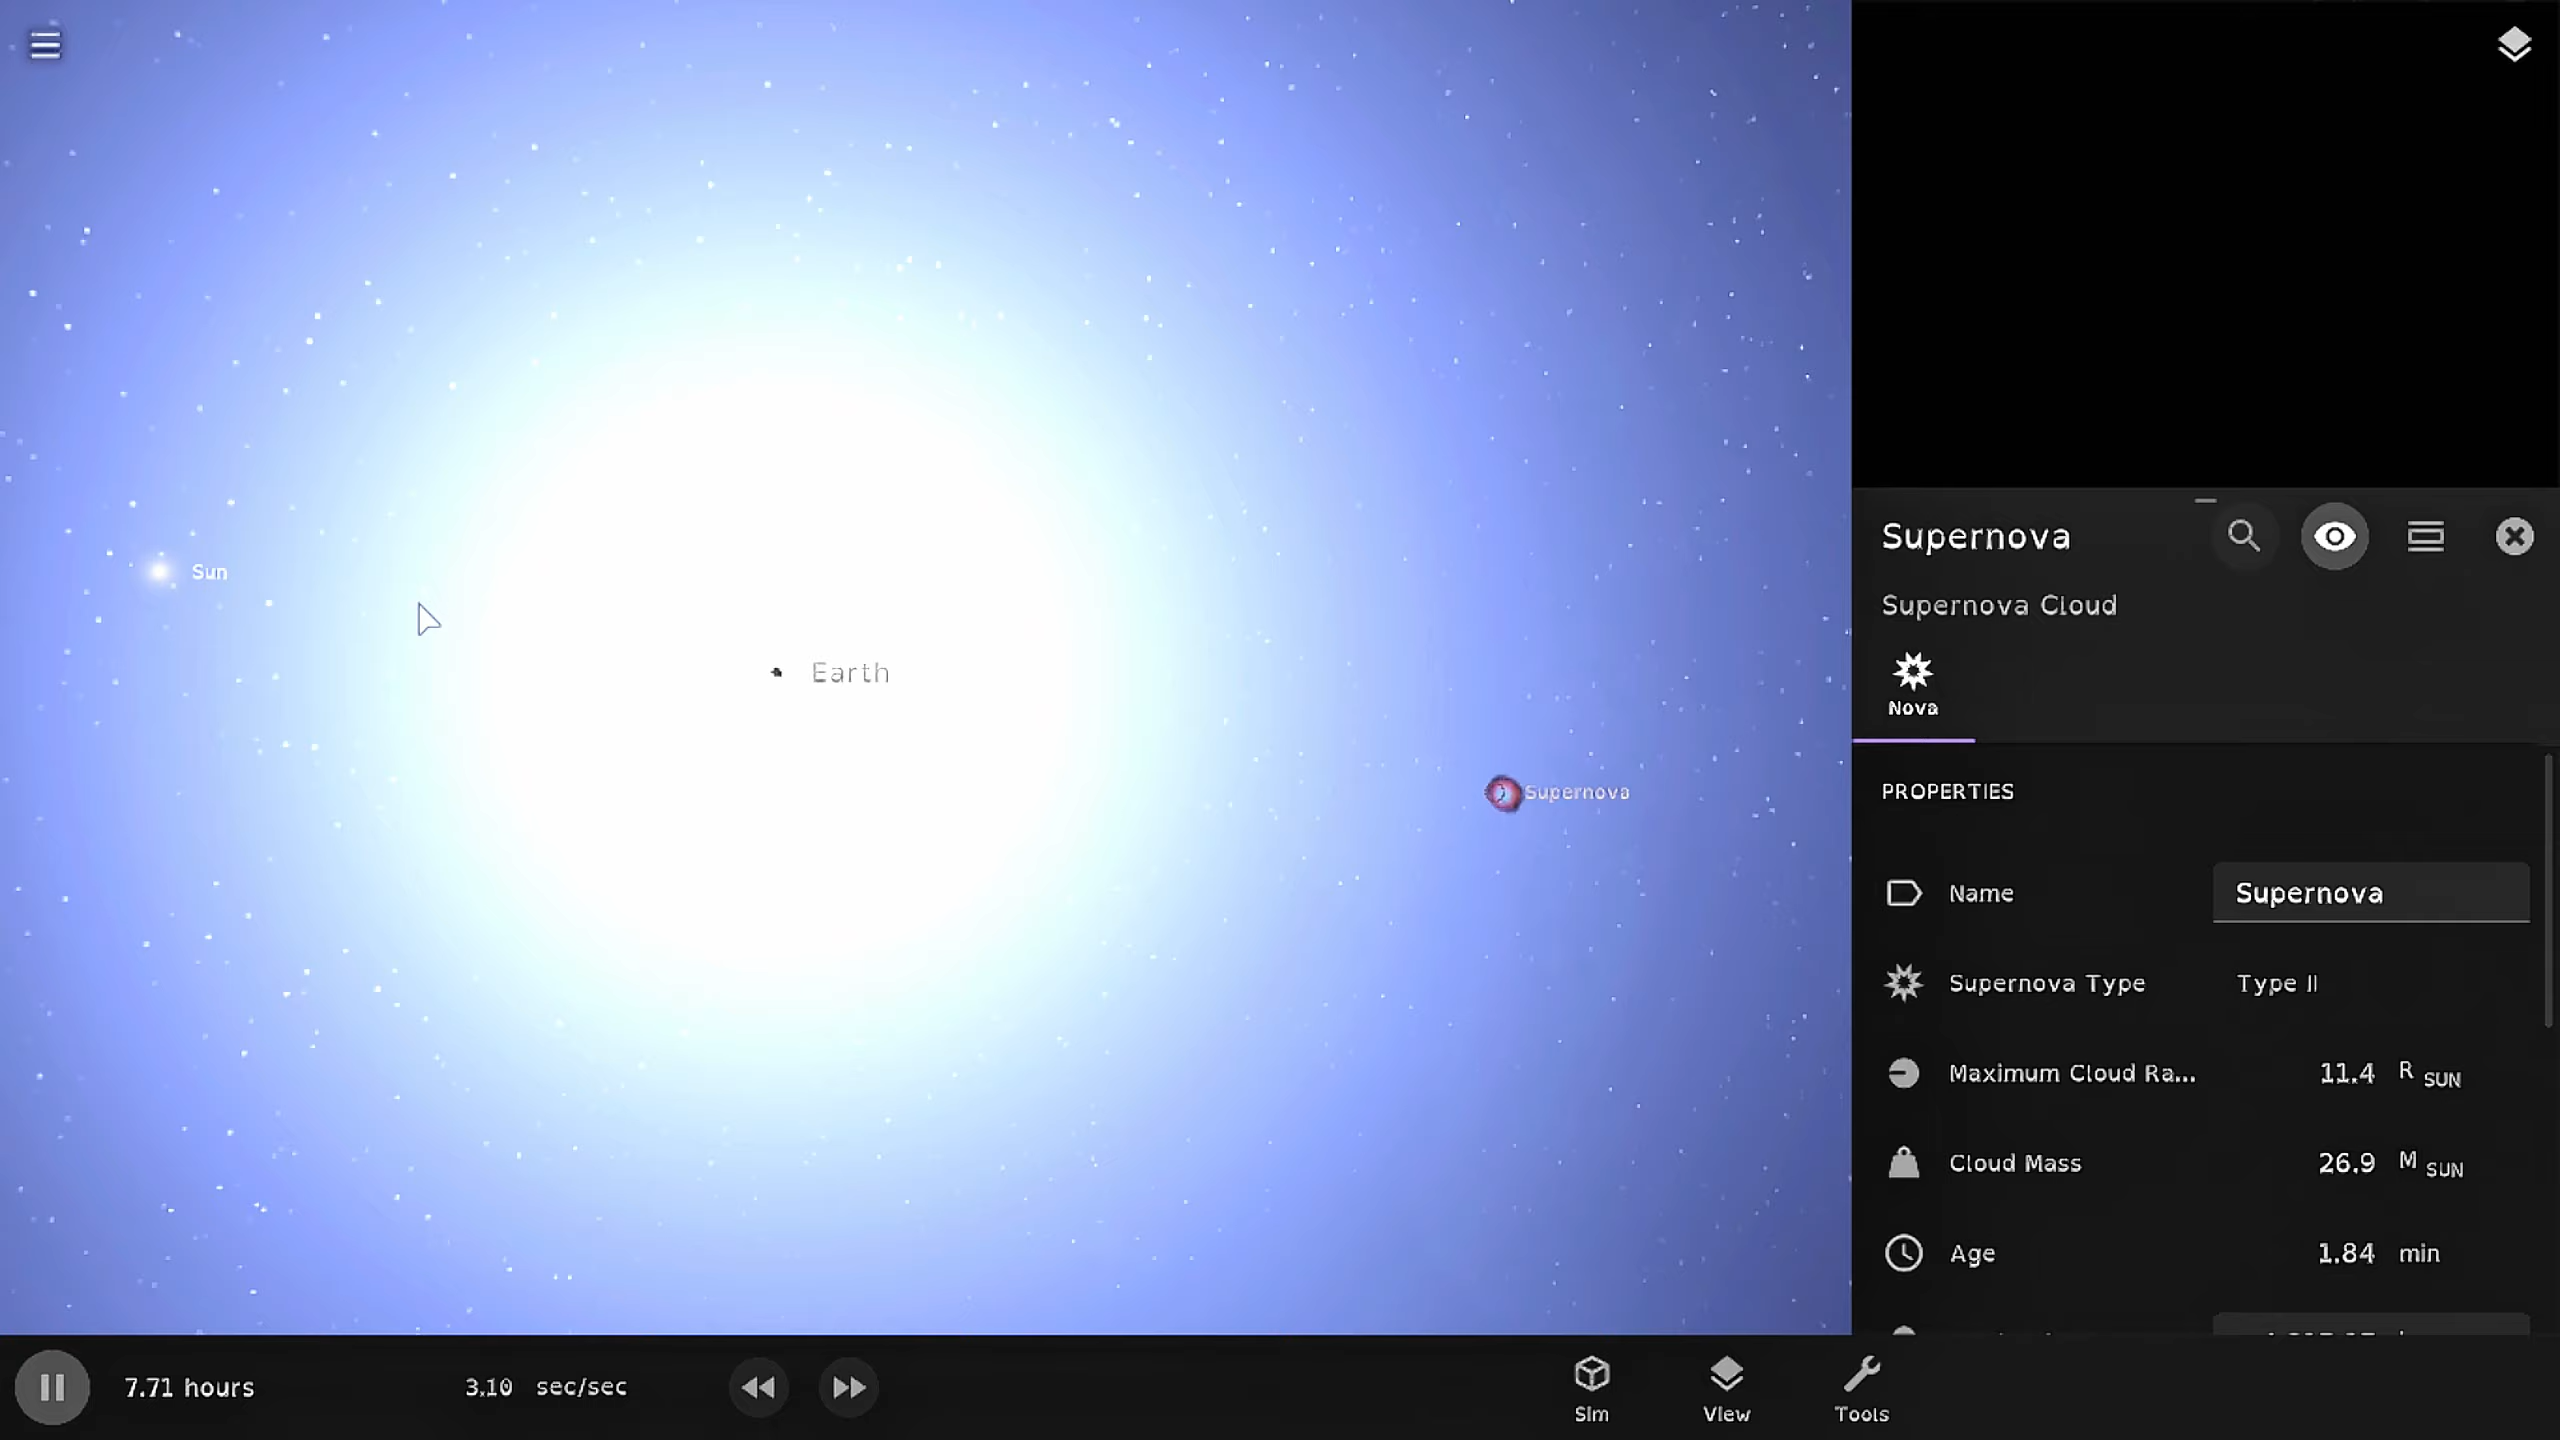 Sun
Earth
Supernova
Supernova
Supernova Cloud
Nova
PROPERTIES
Name Supernova
Supernova Type Type II
Maximum Cloud Ra... 11.4 R SUN
Cloud Mass 26.9 M SUN
Age 1.84 min
7.71 hours 3.10 sec/sec
Sim View Tools